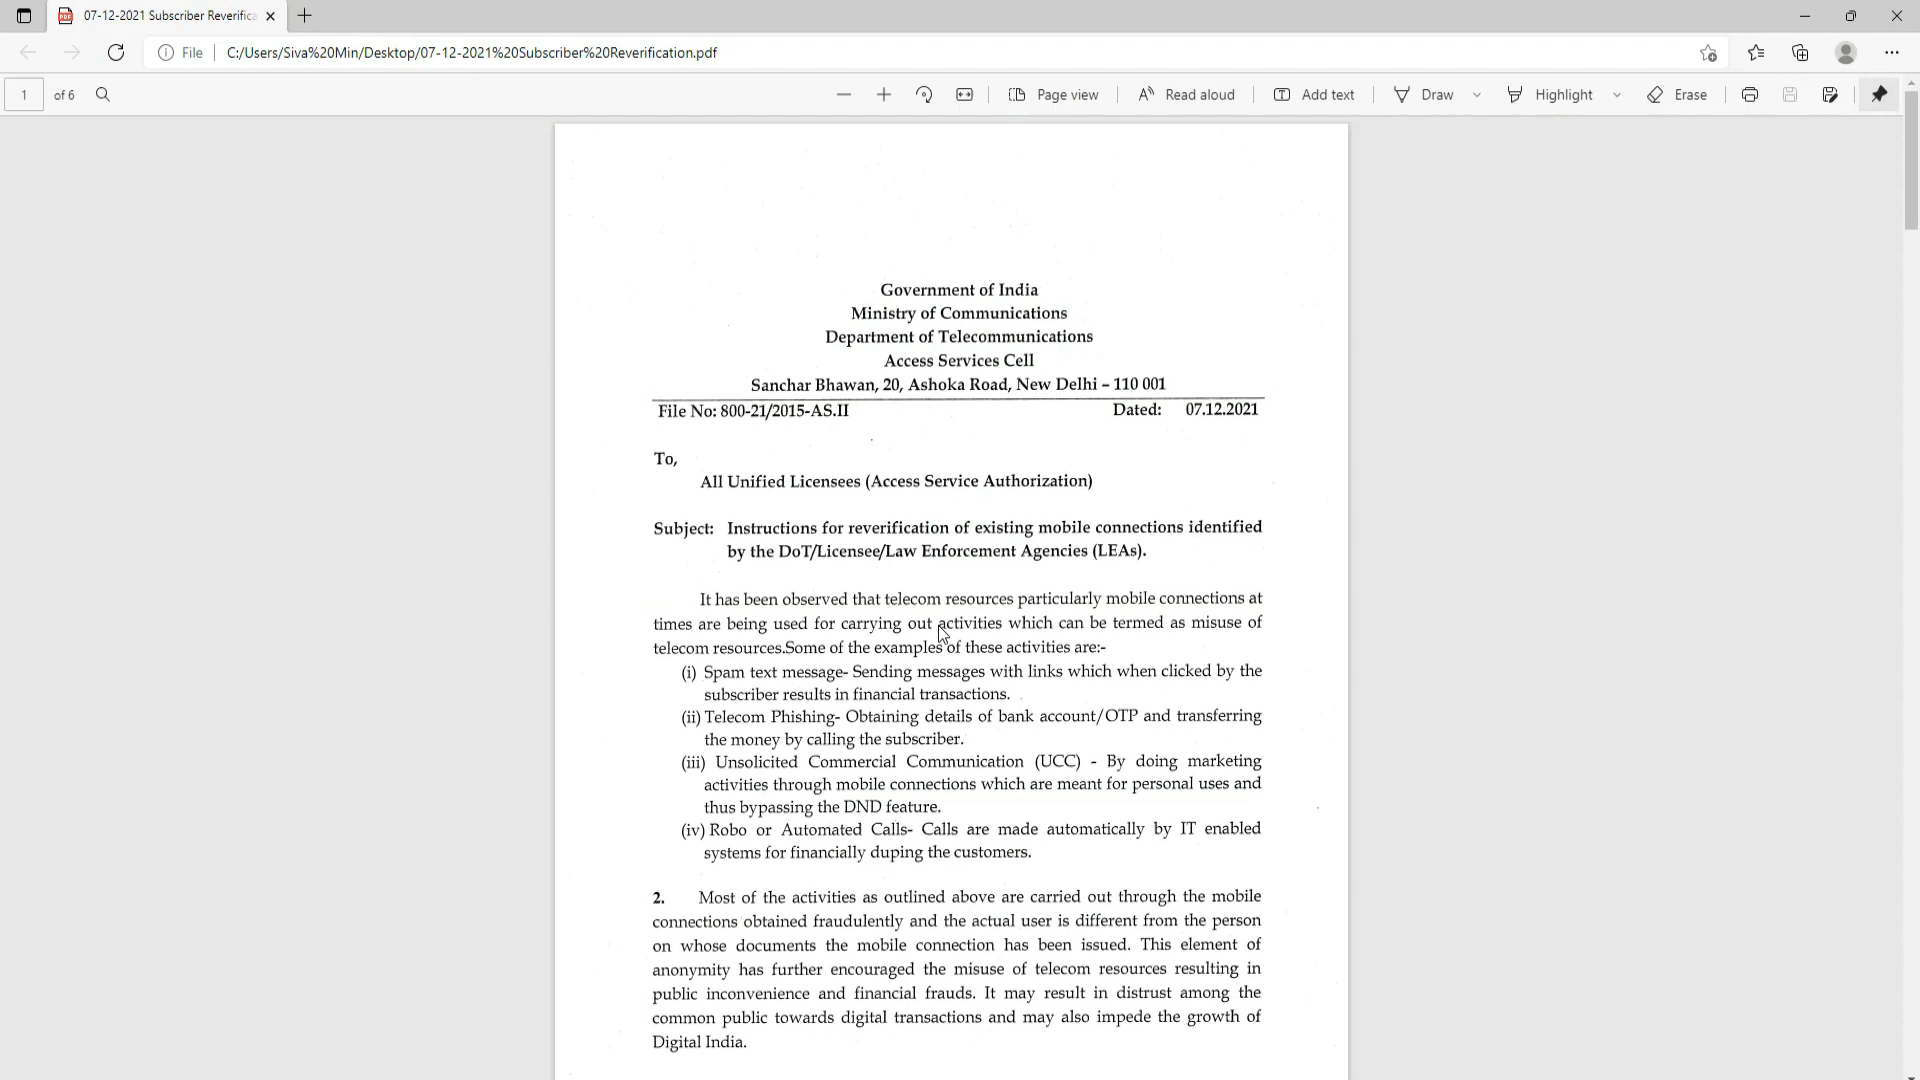 07-12-2021 Subscriber Reverifica
File
C:/Users/Siva%20Min/Desktop/07-12-2021%20Subscriber%20Reverification.pdf
1 of 6
Page view
Read aloud
Add text
Draw
Highlight
Erase
Government of India
Ministry of Communications
Department of Telecommunications
Access Services Cell
Sanchar Bhawan, 20, Ashoka Road, New Delhi – 110 001
File No: 800-21/2015-AS.II Dated: 07.12.2021
To,
All Unified Licensees (Access Service Authorization)
Subject: Instructions for reverification of existing mobile connections identified
by the DoT/Licensee/Law Enforcement Agencies (LEAs).
It has been observed that telecom resources particularly mobile connections at
times are being used for carrying out activities which can be termed as misuse of
telecom resources.Some of the examples of these activities are:-
(i) Spam text message- Sending messages with links which when clicked by the
subscriber results in financial transactions.
(ii) Telecom Phishing- Obtaining details of bank account/OTP and transferring
the money by calling the subscriber.
(iii) Unsolicited Commercial Communication (UCC) - By doing marketing
activities through mobile connections which are meant for personal uses and
thus bypassing the DND feature.
(iv) Robo or Automated Calls- Calls are made automatically by IT enabled
systems for financially duping the customers.
2. Most of the activities as outlined above are carried out through the mobile
connections obtained fraudulently and the actual user is different from the person
on whose documents the mobile connection has been issued. This element of
anonymity has further encouraged the misuse of telecom resources resulting in
public inconvenience and financial frauds. It may result in distrust among the
common public towards digital transactions and may also impede the growth of
Digital India.